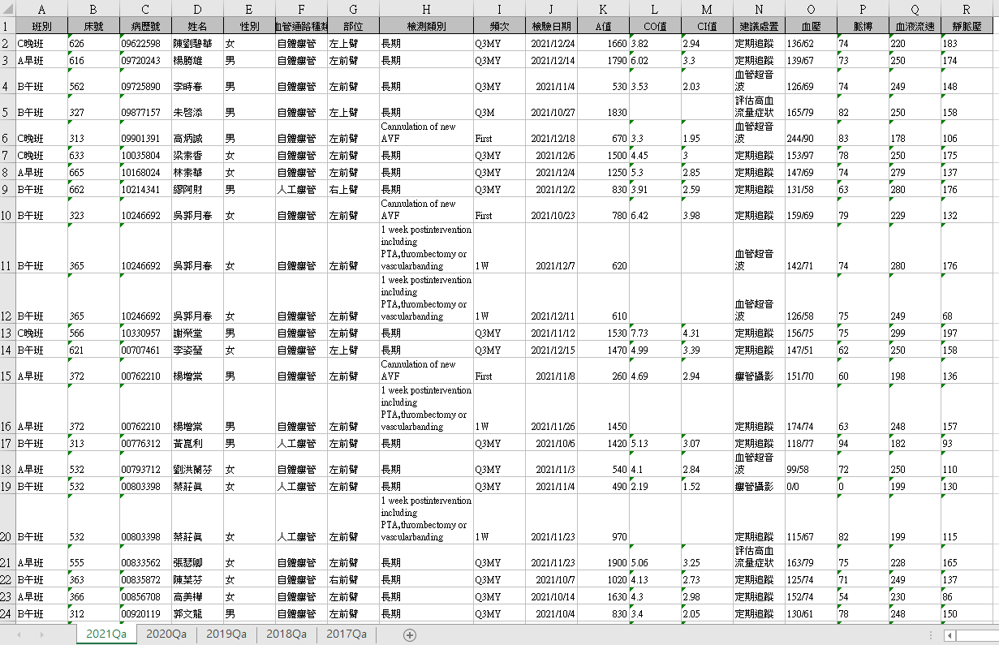 A B C D E F G H I J K L M N O P Q R
1 班別 床號 病歷號 姓名 性別 血管通路種類 部位 檢測類別 頻次 檢驗日期 A值 CO值 CI值 建議處置 血壓 脈博 血液流速 靜脈壓
2 C晚班 626 09622598 陳劉碧華 女 自體瘻管 左上臂 長期 Q3MY 2021/12/24 1660 3.82 2.94 定期追蹤 136/62 74 220 183
3 A早班 616 09720243 楊勝雄 男 自體瘻管 左前臂 長期 Q3MY 2021/12/14 1790 6.02 3.3 定期追蹤 139/67 73 250 174
血管超音
4 B午班 562 09725890 李時春 男 自體瘻管 左前臂 長期 Q3MY 2021/11/4 530 3.53 2.03 波 126/69 74 249 148
評估高血
5 B午班 327 09877157 朱啓添 男 自體瘻管 左上臂 長期 Q3M 2021/10/27 1830 流量症狀 165/79 82 250 158
Cannulation of new 血管超音
6 C晚班 313 09901391 高炳誠 男 自體瘻管 左前臂 AVF First 2021/12/18 670 3.3 1.95 波 244/90 83 178 106
7 C晚班 633 10035804 梁素香 女 自體瘻管 左前臂 長期 Q3MY 2021/12/6 1500 4.45 3 定期追蹤 153/97 78 250 175
8 A早班 665 10168024 林素華 女 自體瘻管 左前臂 長期 Q3MY 2021/12/4 1250 5.3 2.85 定期追蹤 147/69 74 279 137
9 B午班 662 10214341 繆阿財 男 人工瘻管 右上臂 長期 Q3MY 2021/12/2 830 3.91 2.59 定期追蹤 131/58 63 280 176
Cannulation of new
10 B午班 323 10246692 吳郭月春 女 自體瘻管 左前臂 AVF First 2021/10/23 780 6.42 3.98 定期追蹤 159/69 79 229 132
1 week postintervention
including
PTA,thrombectomy or 血管超音
11 B午班 365 10246692 吳郭月春 女 自體瘻管 左前臂 vascularbanding 1W 2021/12/7 620 波 142/71 74 280 176
1 week postintervention
including
PTA,thrombectomy or 血管超音
12 B午班 365 10246692 吳郭月春 女 自體瘻管 左前臂 vascularbanding 1W 2021/12/11 610 波 126/58 75 249 68
13 C晚班 566 10330957 謝榮堂 男 自體瘻管 左前臂 長期 Q3MY 2021/11/12 1530 7.73 4.31 定期追蹤 156/75 75 299 197
14 B午班 621 00707461 李姿瑩 女 自體瘻管 左上臂 長期 Q3MY 2021/12/15 1470 4.99 3.39 定期追蹤 147/51 62 250 158
Cannulation of new
15 A早班 372 00762210 楊增棠 男 自體瘻管 左前臂 AVF First 2021/11/8 260 4.69 2.94 瘻管攝影 151/70 60 198 136
1 week postintervention
including
PTA,thrombectomy or
16 A早班 372 00762210 楊增棠 男 自體瘻管 左前臂 vascularbanding 1W 2021/11/26 1450 定期追蹤 174/74 63 248 157
17 B午班 313 00776312 黃崑利 男 人工瘻管 左前臂 長期 Q3MY 2021/10/6 1420 5.13 3.07 定期追蹤 118/77 94 182 93
血管超音
18 A早班 532 00793712 劉洪蘭芬 女 自體瘻管 左前臂 長期 Q3MY 2021/11/3 540 4.1 2.84 波 99/58 72 250 110
19 B午班 532 00803398 蔡莊真 女 人工瘻管 左前臂 長期 Q3MY 2021/11/4 490 2.19 1.52 瘻管攝影 0/0 0 199 130
1 week postintervention
including
PTA,thrombectomy or
20 B午班 532 00803398 蔡莊真 女 人工瘻管 左前臂 vascularbanding 1W 2021/11/23 970 定期追蹤 115/67 82 199 115
評估高血
21 A早班 555 00833562 張瑟卿 女 自體瘻管 左前臂 長期 Q3MY 2021/11/23 1900 5.06 3.25 流量症狀 163/79 75 228 165
22 B午班 363 00835872 陳菜芬 女 自體瘻管 右前臂 長期 Q3MY 2021/10/7 1020 4.13 2.73 定期追蹤 125/74 71 249 137
23 A早班 366 00856708 高美樺 女 自體瘻管 左前臂 長期 Q3MY 2021/10/14 1630 4.3 2.98 定期追蹤 152/74 54 230 86
24 B午班 312 00920119 郭文龍 男 自體瘻管 左前臂 長期 Q3MY 2021/10/4 830 3.4 2.05 定期追蹤 130/61 78 248 150
2021Qa 2020Qa 2019Qa 2018Qa 2017Qa